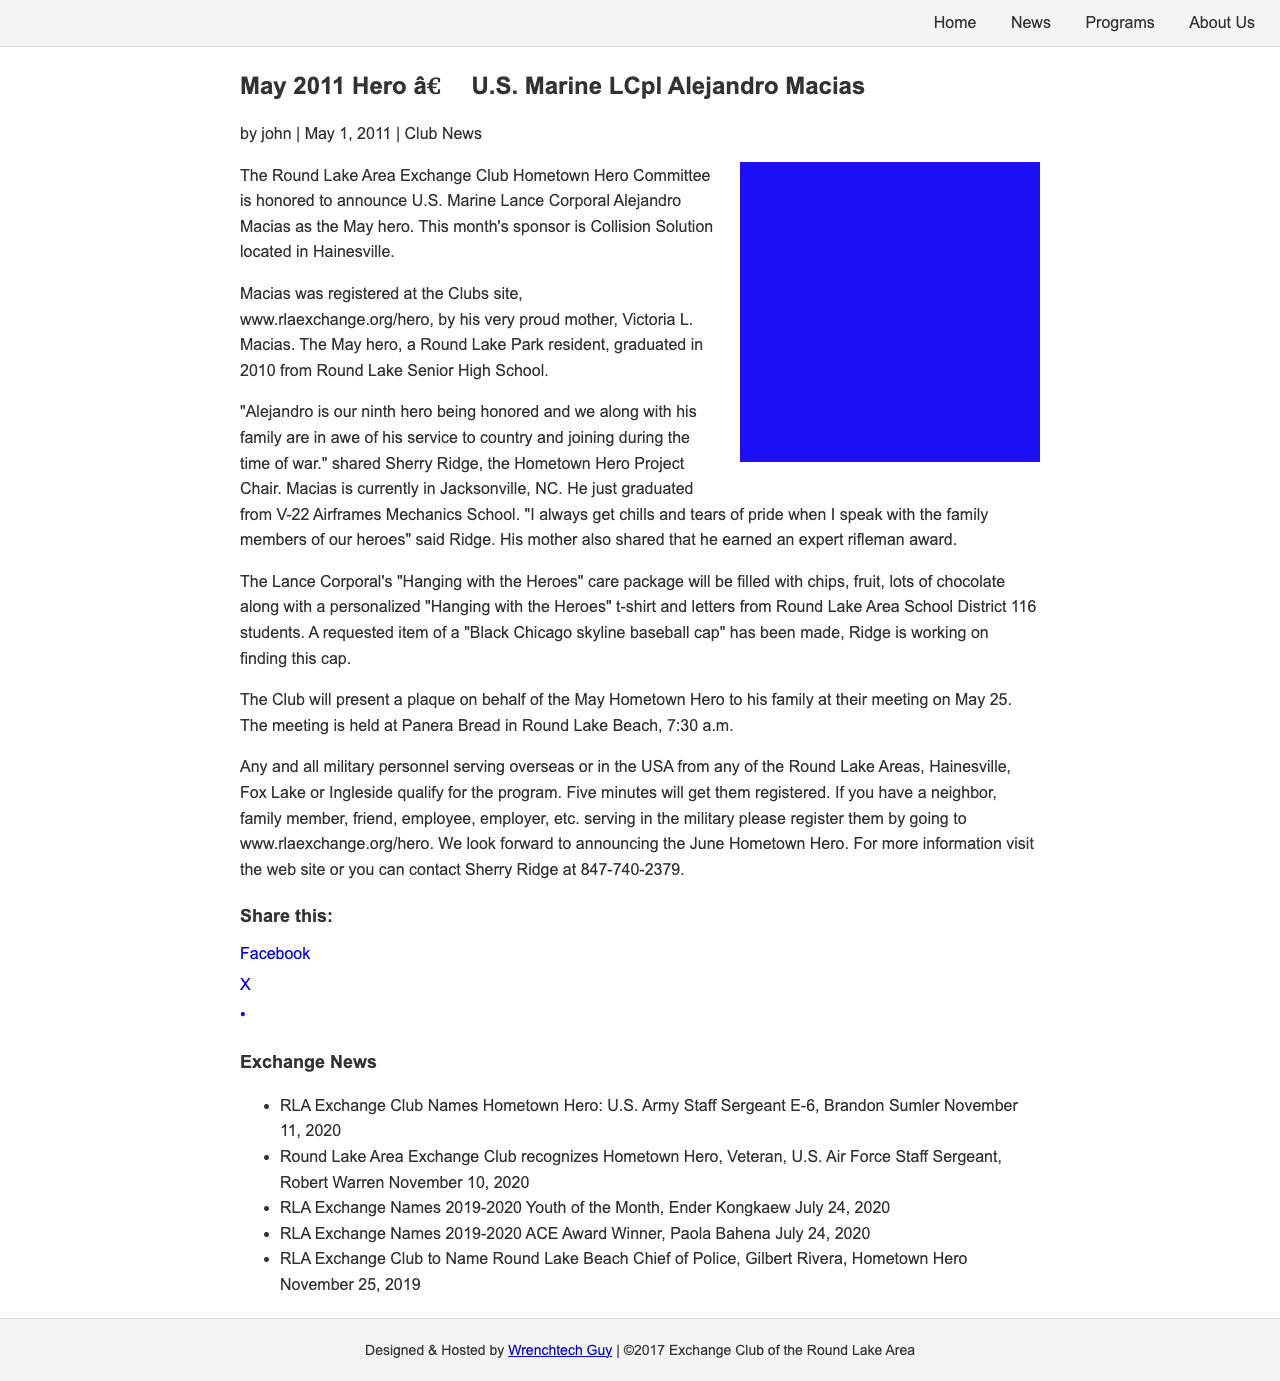 Home News Programs About Us
May 2011 Hero â€ U.S. Marine LCpl Alejandro Macias
by john | May 1, 2011 | Club News
The Round Lake Area Exchange Club Hometown Hero Committee
is honored to announce U.S. Marine Lance Corporal Alejandro
Macias as the May hero. This month's sponsor is Collision Solution
located in Hainesville.
Macias was registered at the Clubs site,
www.rlaexchange.org/hero, by his very proud mother, Victoria L.
Macias. The May hero, a Round Lake Park resident, graduated in
2010 from Round Lake Senior High School.
"Alejandro is our ninth hero being honored and we along with his
family are in awe of his service to country and joining during the
time of war." shared Sherry Ridge, the Hometown Hero Project
Chair. Macias is currently in Jacksonville, NC. He just graduated
from V-22 Airframes Mechanics School. "I always get chills and tears of pride when I speak with the family
members of our heroes" said Ridge. His mother also shared that he earned an expert rifleman award.
The Lance Corporal's "Hanging with the Heroes" care package will be filled with chips, fruit, lots of chocolate
along with a personalized "Hanging with the Heroes" t-shirt and letters from Round Lake Area School District 116
students. A requested item of a "Black Chicago skyline baseball cap" has been made, Ridge is working on
finding this cap.
The Club will present a plaque on behalf of the May Hometown Hero to his family at their meeting on May 25.
The meeting is held at Panera Bread in Round Lake Beach, 7:30 a.m.
Any and all military personnel serving overseas or in the USA from any of the Round Lake Areas, Hainesville,
Fox Lake or Ingleside qualify for the program. Five minutes will get them registered. If you have a neighbor,
family member, friend, employee, employer, etc. serving in the military please register them by going to
www.rlaexchange.org/hero. We look forward to announcing the June Hometown Hero. For more information visit
the web site or you can contact Sherry Ridge at 847-740-2379.
Share this:
Facebook
X
•
Exchange News
• RLA Exchange Club Names Hometown Hero: U.S. Army Staff Sergeant E-6, Brandon Sumler November
11, 2020
• Round Lake Area Exchange Club recognizes Hometown Hero, Veteran, U.S. Air Force Staff Sergeant,
Robert Warren November 10, 2020
• RLA Exchange Names 2019-2020 Youth of the Month, Ender Kongkaew July 24, 2020
• RLA Exchange Names 2019-2020 ACE Award Winner, Paola Bahena July 24, 2020
• RLA Exchange Club to Name Round Lake Beach Chief of Police, Gilbert Rivera, Hometown Hero
November 25, 2019
Designed & Hosted by Wrenchtech Guy | ©2017 Exchange Club of the Round Lake Area